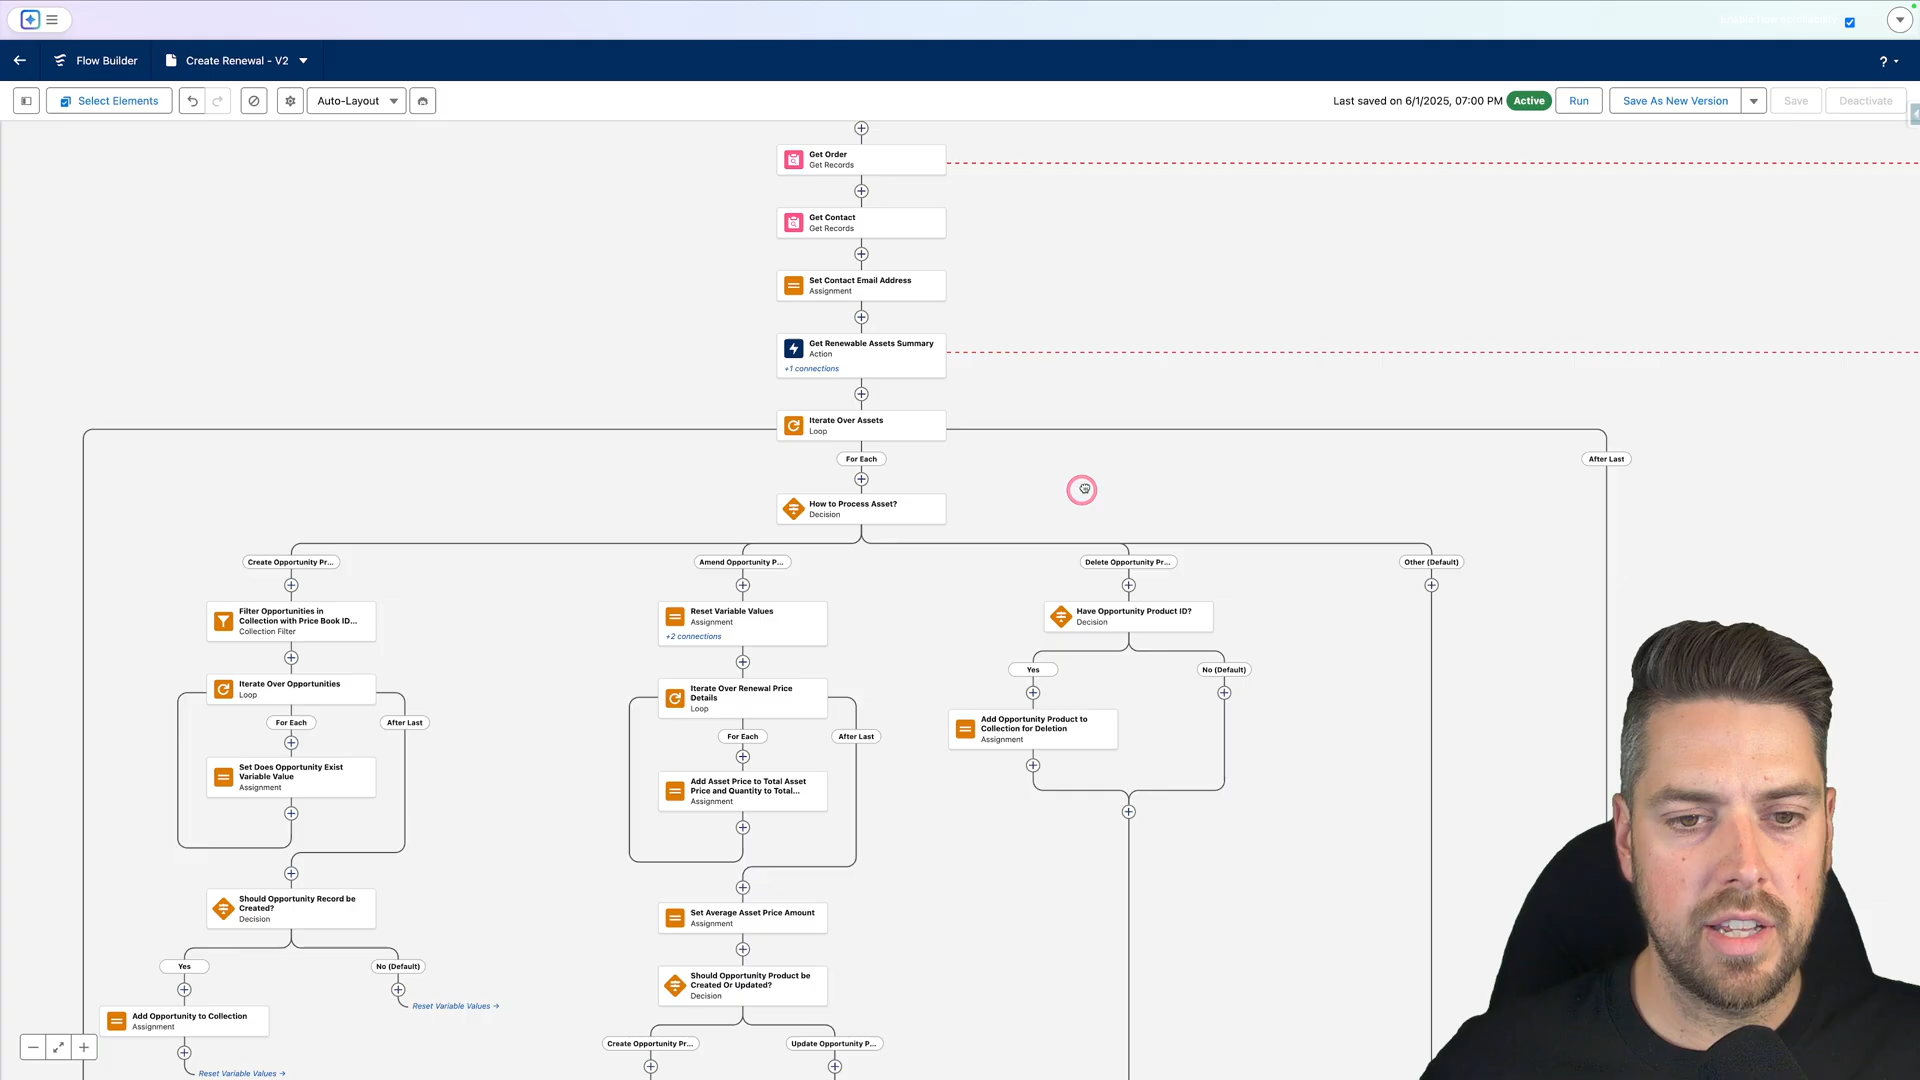 Flow Builder
Create Renewal - V2
?
Select Elements
Auto-Layout
Last saved on 6/1/2025, 07:00 PM
Active
Run
Save As New Version
Save
Deactivate
Get Order
Get Records
Get Contact
Get Records
Set Contact Email Address
Assignment
Get Renewable Assets Summary
Action
+1 connections
Iterate Over Assets
Loop
For Each
After Last
How to Process Asset?
Decision
Create Opportunity Pr...
Amend Opportunity P...
Delete Opportunity Pr...
Other (Default)
Filter Opportunities in
Collection with Price Book ID...
Collection Filter
Reset Variable Values
Assignment
+2 connections
Have Opportunity Product ID?
Decision
Iterate Over Opportunities
Loop
Iterate Over Renewal Price
Details
Loop
Yes
No (Default)
For Each
After Last
For Each
After Last
Add Opportunity Product to
Collection for Deletion
Assignment
Set Does Opportunity Exist
Variable Value
Assignment
Add Asset Price to Total Asset
Price and Quantity to Total...
Assignment
Should Opportunity Record be
Created?
Decision
Set Average Asset Price Amount
Assignment
Yes
No (Default)
Should Opportunity Product be
Created Or Updated?
Decision
Reset Variable Values →
Add Opportunity to Collection
Assignment
Create Opportunity Pr...
Update Opportunity P...
Reset Variable Values →